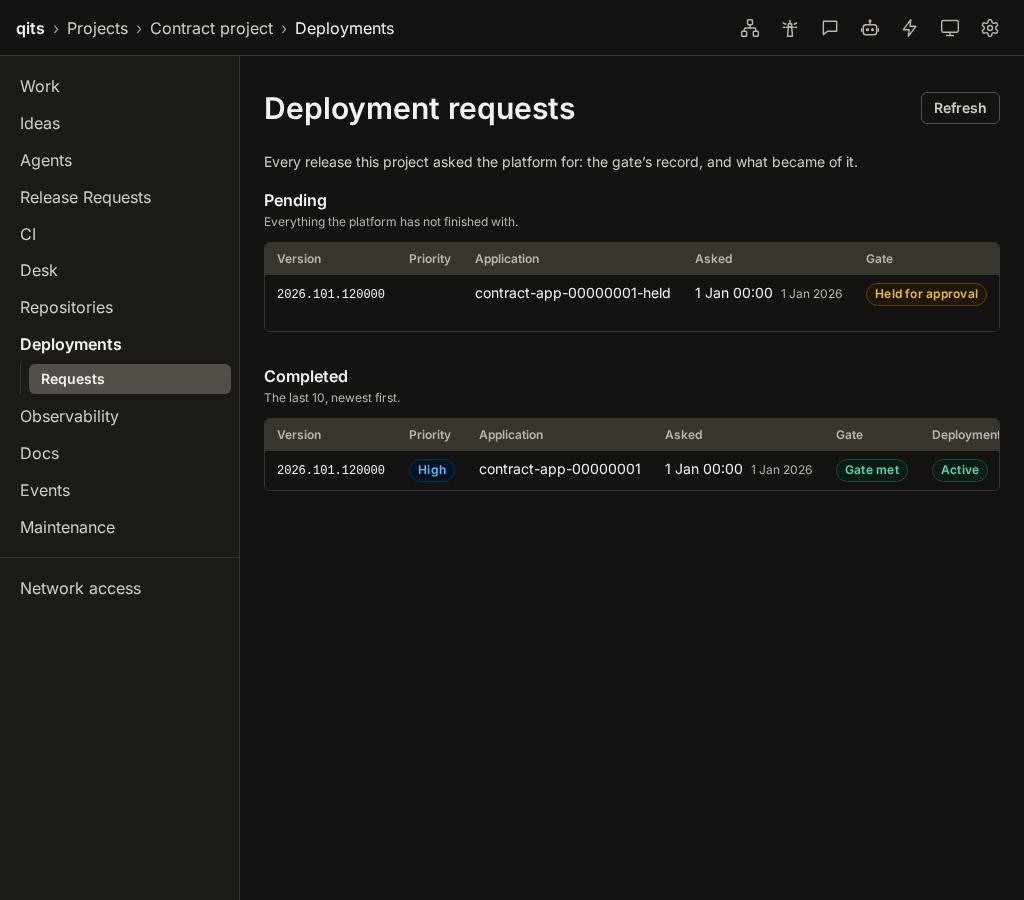 qits › Projects › Contract project › Deployments
Work
Ideas
Agents
Release Requests
CI
Desk
Repositories
Deployments
Requests
Observability
Docs
Events
Maintenance
Network access
Deployment requests
Refresh
Every release this project asked the platform for: the gate’s record, and what became of it.
Pending
Everything the platform has not finished with.
Version Priority Application Asked Gate
2026.101.120000 contract-app-00000001-held 1 Jan 00:00 1 Jan 2026 Held for approval
Completed
The last 10, newest first.
Version Priority Application Asked Gate Deployment
2026.101.120000 High contract-app-00000001 1 Jan 00:00 1 Jan 2026 Gate met Active